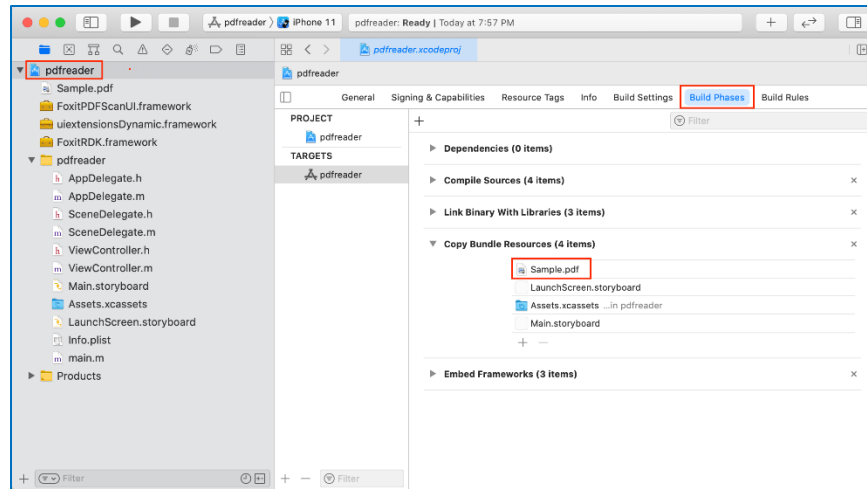 pdfreader
iPhone 11
pdfreader: Ready | Today at 7:57 PM
pdfreader
Sample.pdf
FoxitPDFScanUI.framework
uiextensionsDynamic.framework
FoxitRDK.framework
pdfreader
AppDelegate.h
AppDelegate.m
SceneDelegate.h
SceneDelegate.m
ViewController.h
ViewController.m
Main.storyboard
Assets.xcassets
LaunchScreen.storyboard
Info.plist
main.m
Products
Filter
pdfreader.xcodeproj
pdfreader
General Signing & Capabilities Resource Tags Info Build Settings Build Phases Build Rules
PROJECT
pdfreader
TARGETS
pdfreader
Filter
Filter
Dependencies (0 items)
Compile Sources (4 items)
Link Binary With Libraries (3 items)
Copy Bundle Resources (4 items)
Sample.pdf
LaunchScreen.storyboard
Assets.xcassets ...in pdfreader
Main.storyboard
Embed Frameworks (3 items)